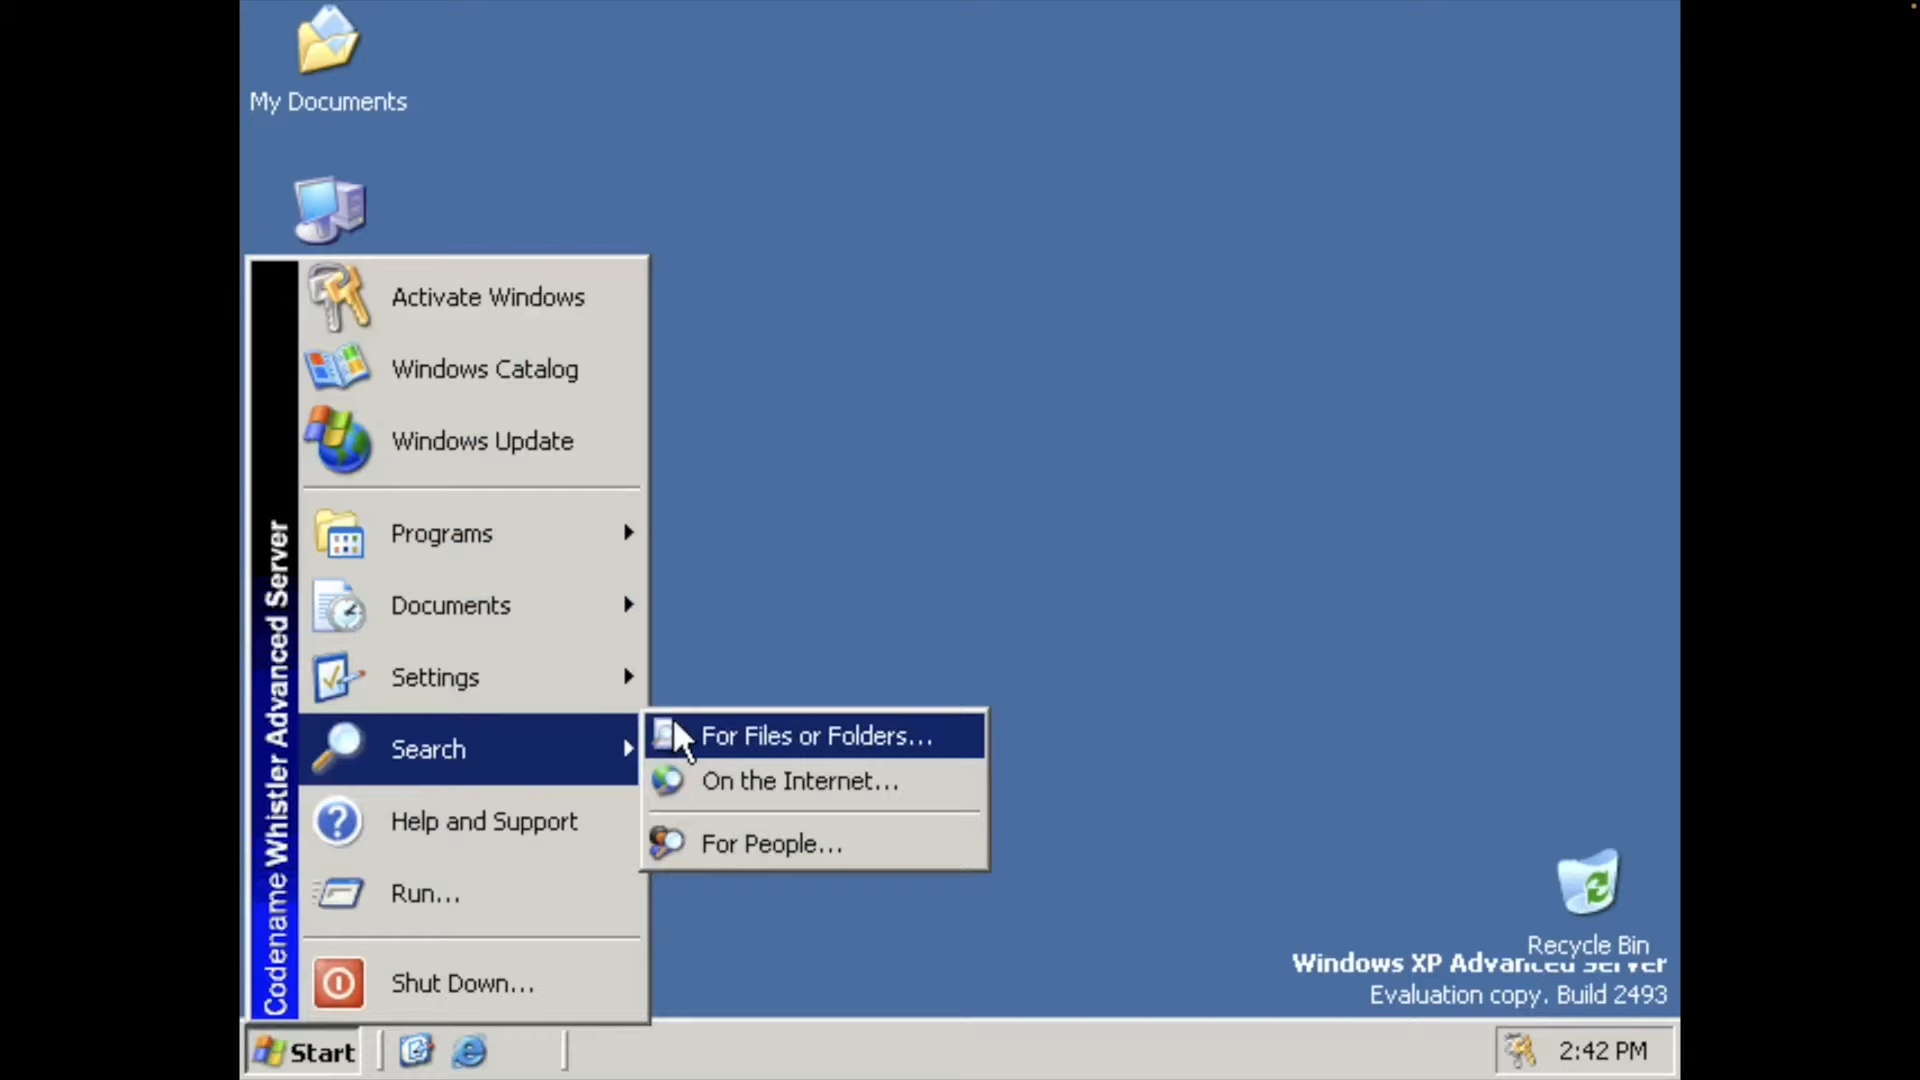 My Documents
Activate Windows
Windows Catalog
Windows Update
Programs
Documents
Settings
Search
Help and Support
Run...
Shut Down...
Codename Whistler Advanced Server
For Files or Folders...
On the Internet...
For People...
Recycle Bin
Windows XP Advanced Server
Evaluation copy. Build 2493
Start
2:42 PM